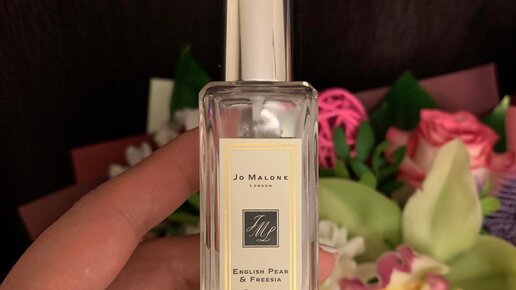 JO MALONE
LONDON
JML
ENGLISH PEAR
& FREESIA